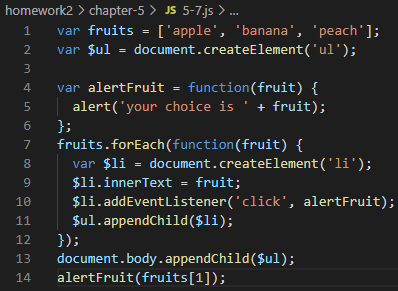 homework2 > chapter-5 > JS 5-7.js > ...
1 var fruits = ['apple', 'banana', 'peach'];
2 var $ul = document.createElement('ul');
3
4 var alertFruit = function(fruit) {
5   alert('your choice is ' + fruit);
6 };
7 fruits.forEach(function(fruit) {
8   var $li = document.createElement('li');
9   $li.innerText = fruit;
10   $li.addEventListener('click', alertFruit);
11   $ul.appendChild($li);
12 });
13 document.body.appendChild($ul);
14 alertFruit(fruits[1]);